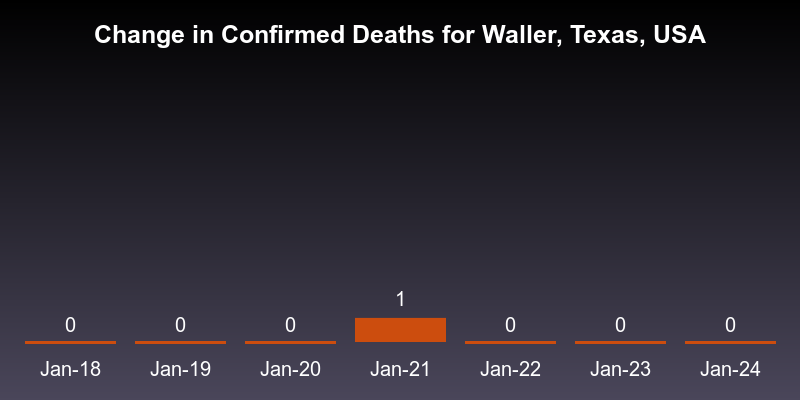 Change in Confirmed Deaths for Waller, Texas, USA
1
0 0 0 0 0 0
Jan-18 Jan-19 Jan-20 Jan-21 Jan-22 Jan-23 Jan-24